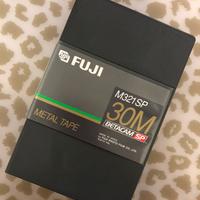 FUJI
M321SP
30M
BETACAM SP
METAL TAPE